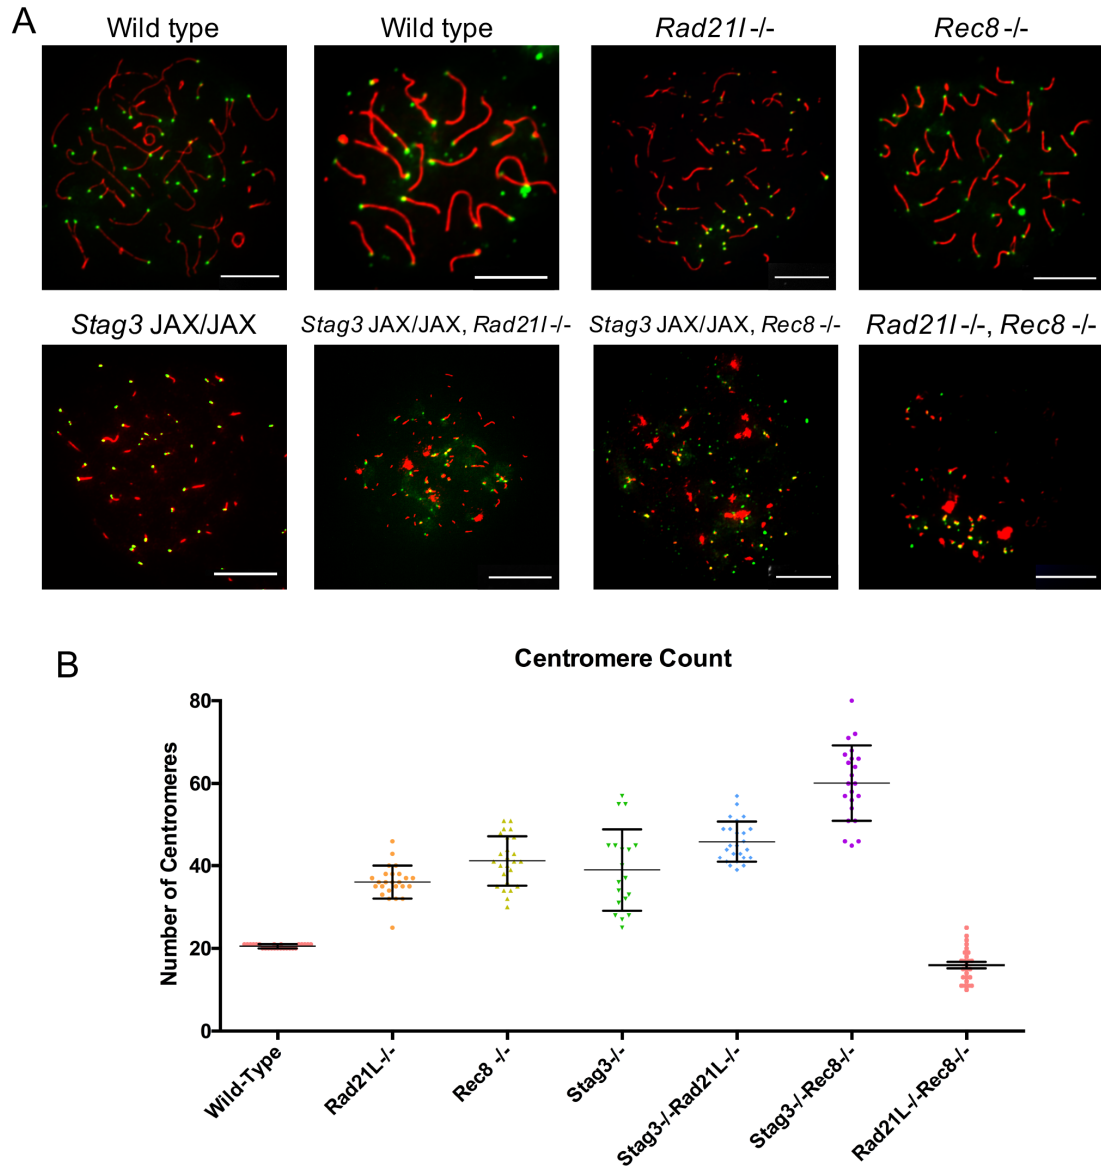 A
Wild type
Wild type
Rad21l -/-
Rec8 -/-
Stag3 JAX/JAX
Stag3 JAX/JAX, Rad21l -/-
Stag3 JAX/JAX, Rec8 -/-
Rad21l -/-, Rec8 -/-
B
Centromere Count
Number of Centromeres
80
60
40
20
0
Wild-Type
Rad21L-/-
Rec8 -/-
Stag3-/-
Stag3-/-Rad21L-/-
Stag3-/-Rec8-/-
Rad21L-/-Rec8-/-